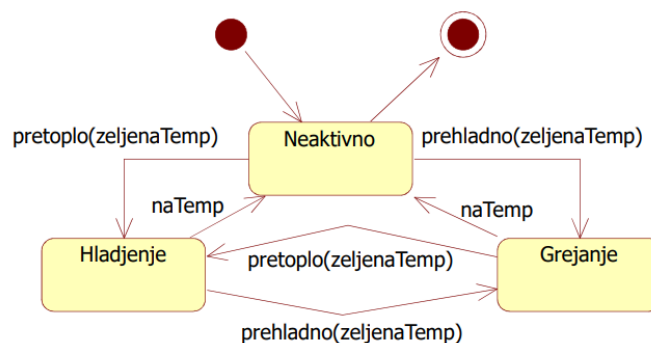 pretoplo(zeljenaTemp)
Neaktivno
prehladno(zeljenaTemp)
naTemp
naTemp
Hladjenje
pretoplo(zeljenaTemp)
Grejanje
prehladno(zeljenaTemp)